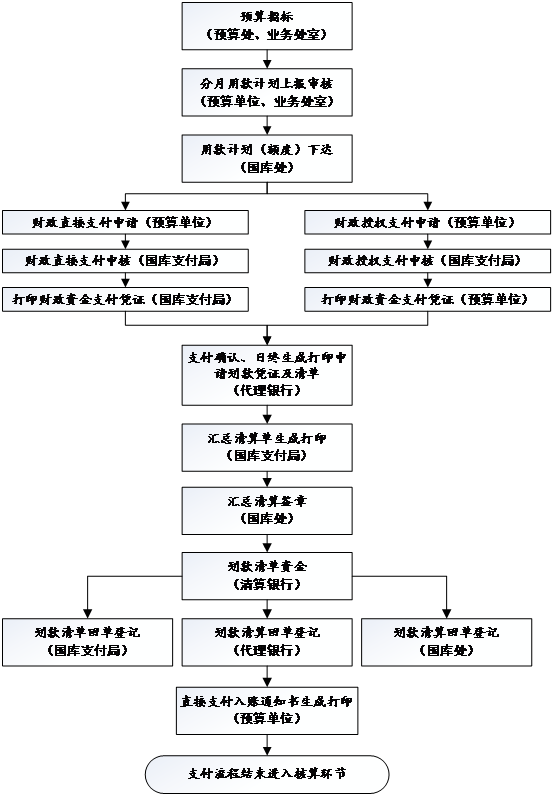 预算指标
（预算处、业务处室）
分月用款计划上报审核
（预算单位、业务处室）
用款计划（额度）下达
（国库处）
财政直接支付申请（预算单位）
财政授权支付申请（预算单位）
财政直接支付审核（国库支付局）
财政授权支付审核（国库支付局）
打印财政资金支付凭证（国库支付局）
打印财政资金支付凭证（预算单位）
支付确认、日终生成打印申
请划款凭证及清单
（代理银行）
汇总清算单生成打印
（国库支付局）
汇总清算签章
（国库处）
划款清单资金
（清算银行）
划款清单回单登记
（国库支付局）
划款清算回单登记
（代理银行）
划款清算回单登记
（国库处）
直接支付入账通知书生成打印
（预算单位）
支付流程结束进入核算环节